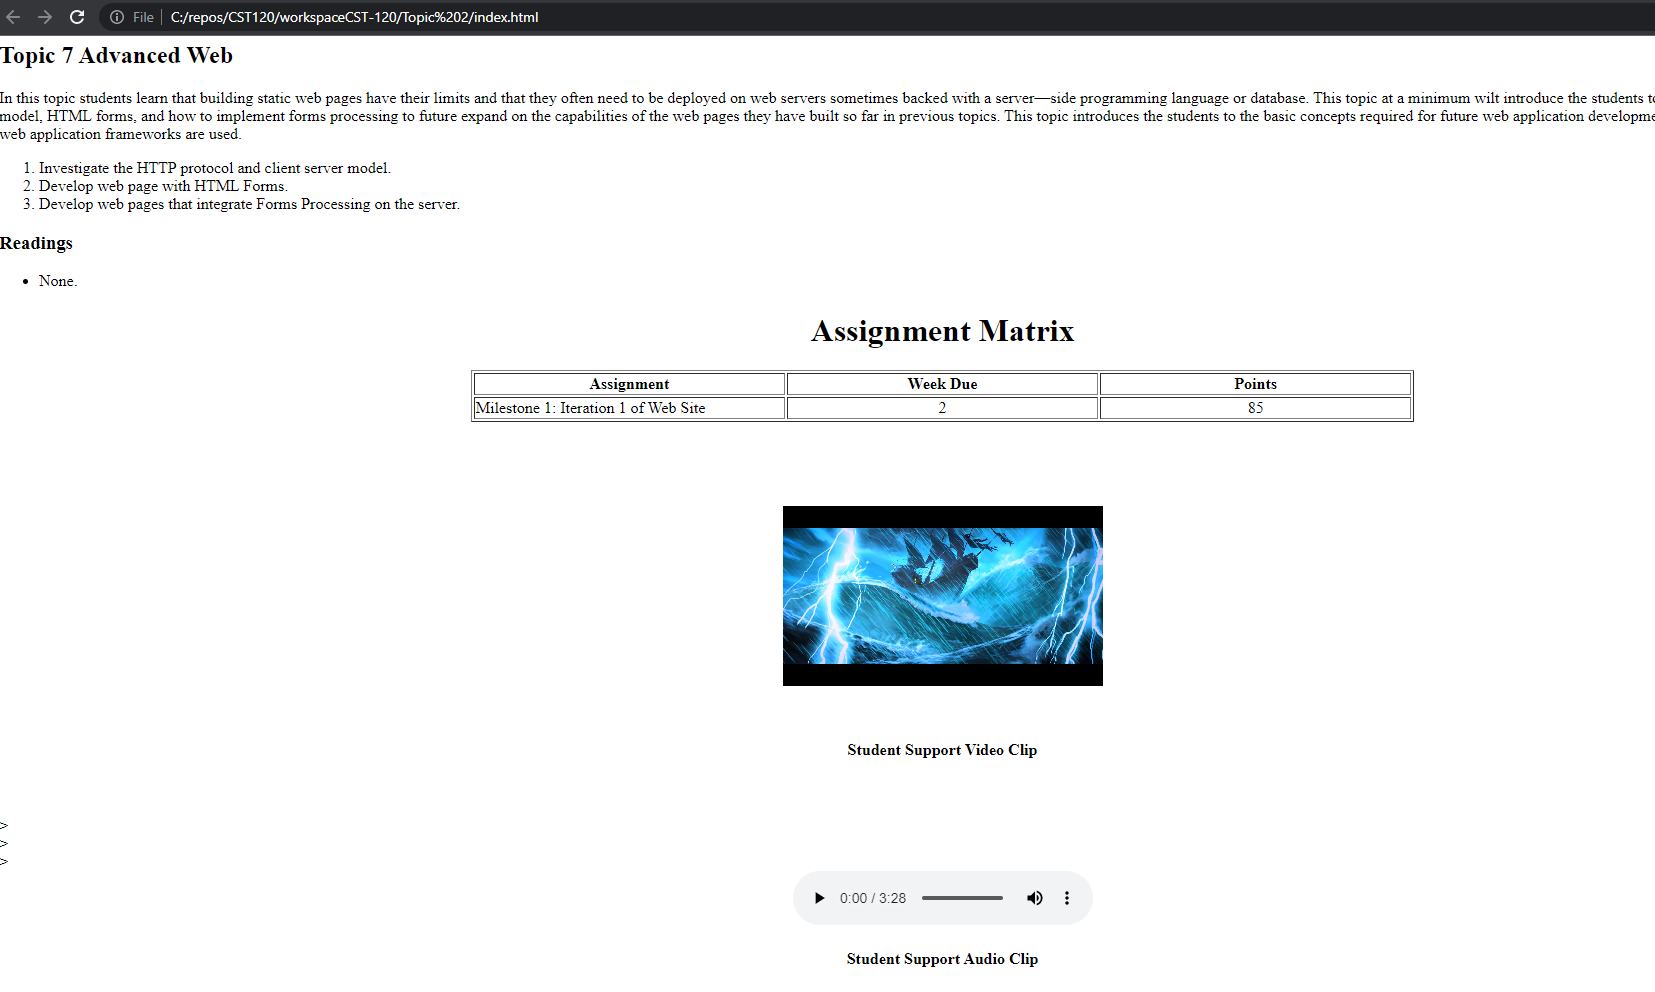 File | C:/repos/CST120/workspaceCST-120/Topic%202/index.html
Topic 7 Advanced Web
In this topic students learn that building static web pages have their limits and that they often need to be deployed on web servers sometimes backed with a server—side programming language or database. This topic at a minimum wilt introduce the students
model, HTML forms, and how to implement forms processing to future expand on the capabilities of the web pages they have built so far in previous topics. This topic introduces the students to the basic concepts required for future web application
web application frameworks are used.
1. Investigate the HTTP protocol and client server model.
2. Develop web page with HTML Forms.
3. Develop web pages that integrate Forms Processing on the server.
Readings
• None.
Assignment Matrix
Assignment Week Due Points
Milestone 1: Iteration 1 of Web Site 2 85
Student Support Video Clip
>
>
>
0:00 / 3:28
Student Support Audio Clip